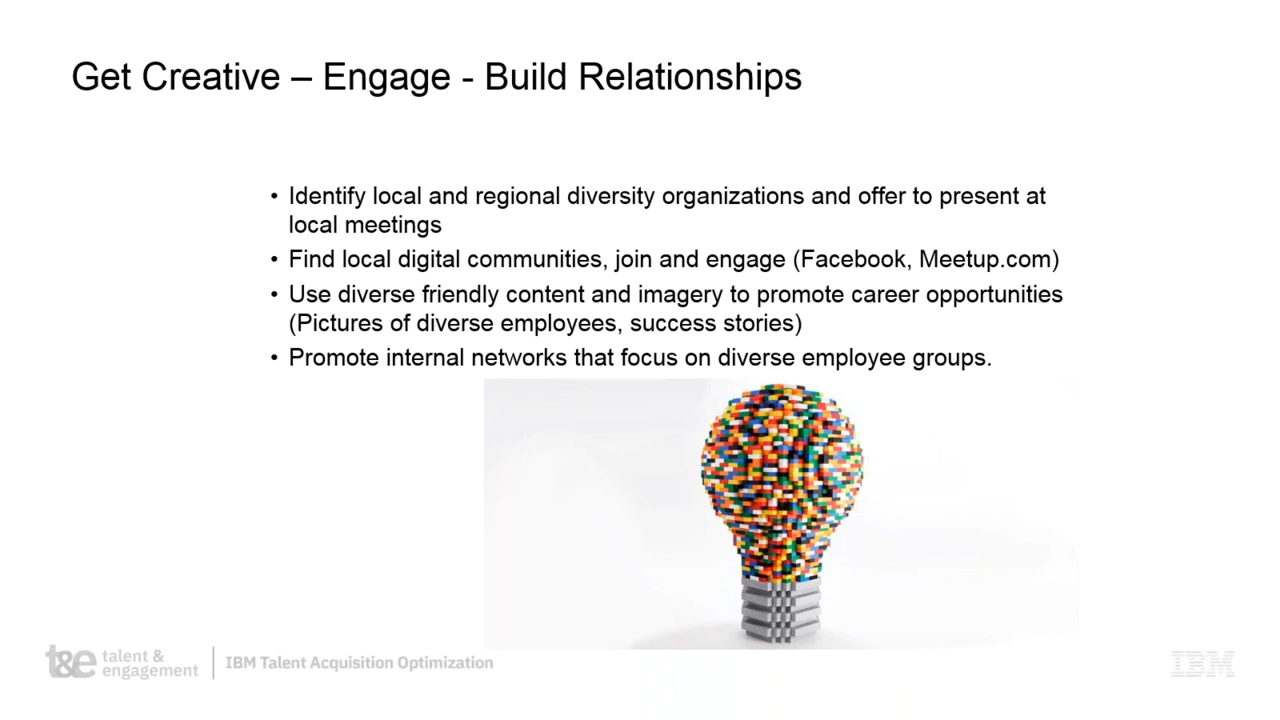 Get Creative – Engage - Build Relationships
• Identify local and regional diversity organizations and offer to present at
local meetings
• Find local digital communities, join and engage (Facebook, Meetup.com)
• Use diverse friendly content and imagery to promote career opportunities
(Pictures of diverse employees, success stories)
• Promote internal networks that focus on diverse employee groups.
t&e talent &
engagement
IBM Talent Acquisition Optimization
IBM